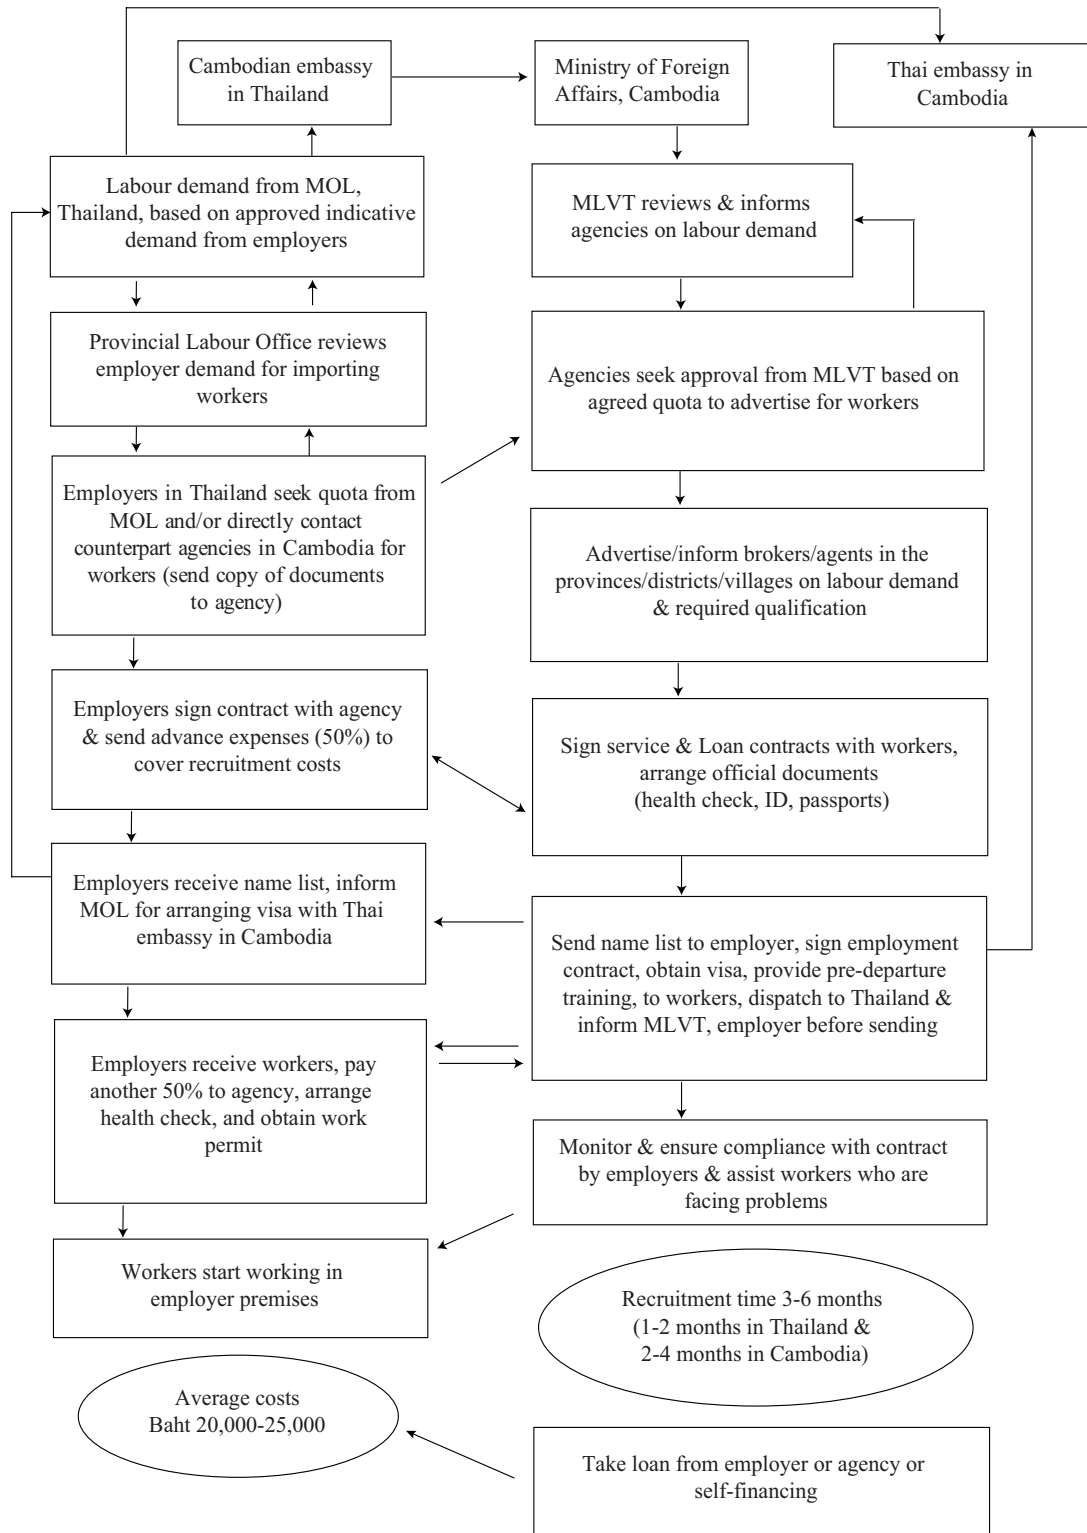 Cambodian embassy
in Thailand
Ministry of Foreign
Affairs, Cambodia
Thai embassy in
Cambodia
Labour demand from MOL,
Thailand, based on approved indicative
demand from employers
MLVT reviews & informs
agencies on labour demand
Provincial Labour Office reviews
employer demand for importing
workers
Agencies seek approval from MLVT based on
agreed quota to advertise for workers
Employers in Thailand seek quota from
MOL and/or directly contact
counterpart agencies in Cambodia for
workers (send copy of documents
to agency)
Advertise/inform brokers/agents in the
provinces/districts/villages on labour demand
& required qualification
Employers sign contract with agency
& send advance expenses (50%) to
cover recruitment costs
Sign service & Loan contracts with workers,
arrange official documents
(health check, ID, passports)
Employers receive name list, inform
MOL for arranging visa with Thai
embassy in Cambodia
Send name list to employer, sign employment
contract, obtain visa, provide pre-departure
training, to workers, dispatch to Thailand &
inform MLVT, employer before sending
Employers receive workers, pay
another 50% to agency, arrange
health check, and obtain work
permit
Monitor & ensure compliance with contract
by employers & assist workers who are
facing problems
Workers start working in
employer premises
Recruitment time 3-6 months
(1-2 months in Thailand &
2-4 months in Cambodia)
Average costs
Baht 20,000-25,000
Take loan from employer or agency or
self-financing